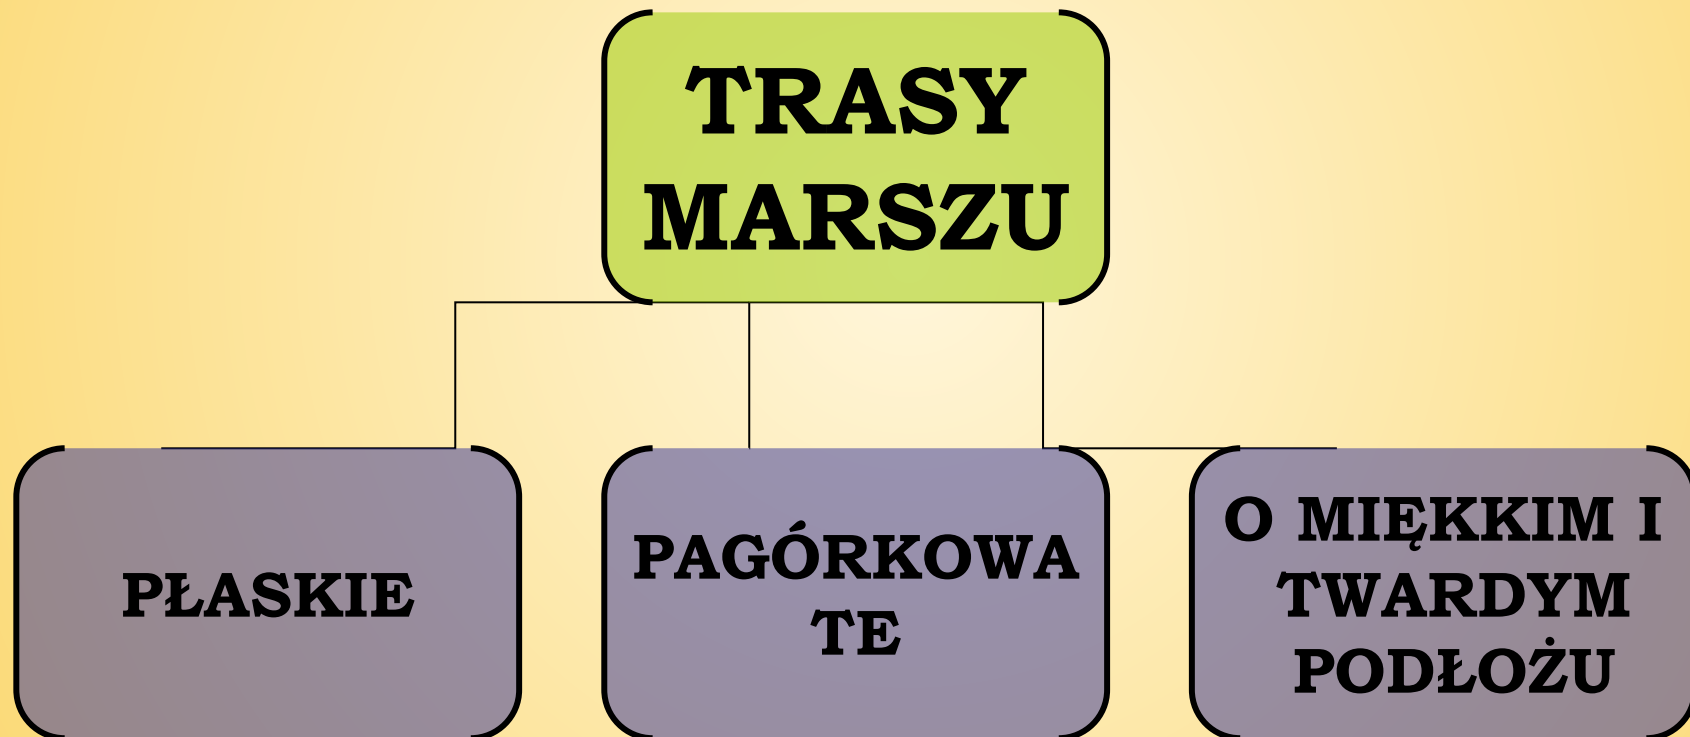 TRASY
MARSZU
PŁASKIE
PAGÓRKOWA
TE
O MIĘKKIM I
TWARDYM
PODŁOŻU